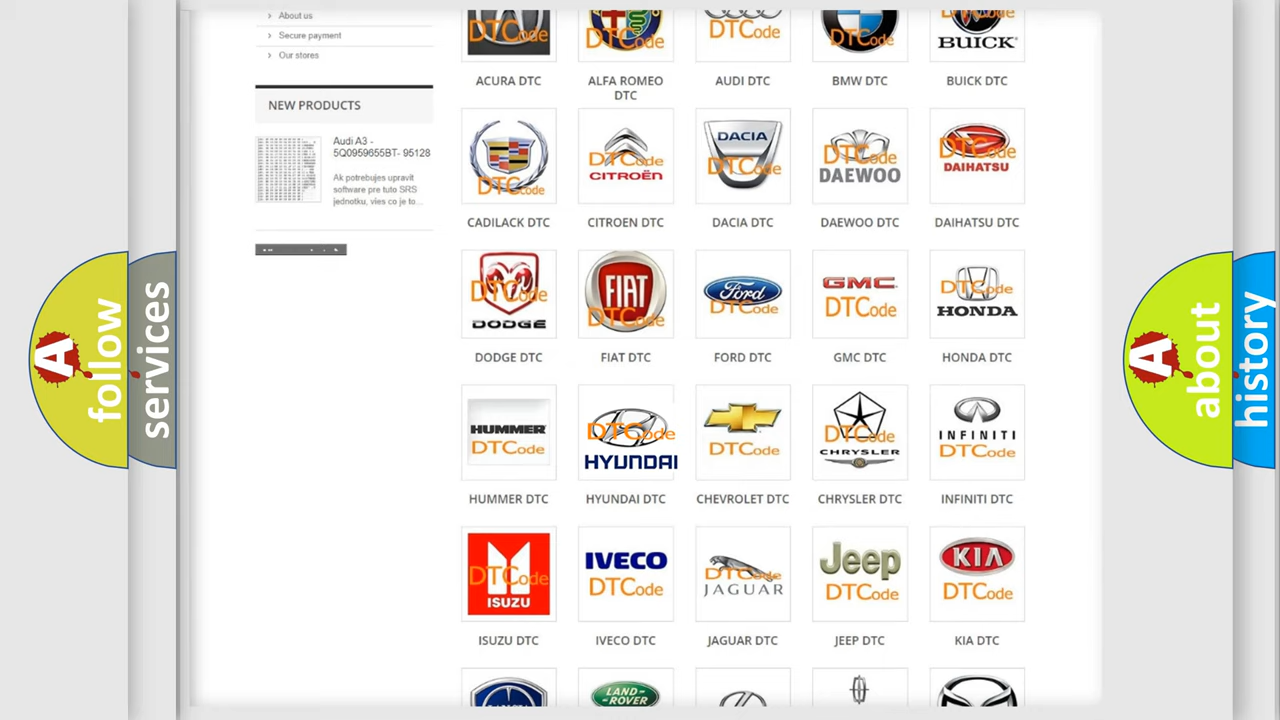 About us
Secure payment
Our stores
NEW PRODUCTS
Audi A3 -
5Q0959655BT- 95128
Ak potrebujes upravit
software pre tuto SRS
jednotku, vies co je to...
DTCode
DTCode
DTCode
DTCode
BUICK
ACURA DTC
ALFA ROMEO
DTC
AUDI DTC
BMW DTC
BUICK DTC
DTCode
DTCode
CITROËN
DACIA
DTCode
DTCode
DAEWOO
DTCode
DAIHATSU
CADILACK DTC
CITROEN DTC
DACIA DTC
DAEWOO DTC
DAIHATSU DTC
DTCode
DODGE
FIAT
DTCode
Ford
DTCode
GMC
DTCode
DTCode
HONDA
DODGE DTC
FIAT DTC
FORD DTC
GMC DTC
HONDA DTC
HUMMER
DTCode
DTCode
HYUNDAI
DTCode
DTCode
CHRYSLER
INFINITI
DTCode
HUMMER DTC
HYUNDAI DTC
CHEVROLET DTC
CHRYSLER DTC
INFINITI DTC
DTCode
ISUZU
IVECO
DTCode
DTCode
JAGUAR
Jeep
DTCode
KIA
DTCode
ISUZU DTC
IVECO DTC
JAGUAR DTC
JEEP DTC
KIA DTC
LAND-
ROVER
A
follow
services
A
about
history